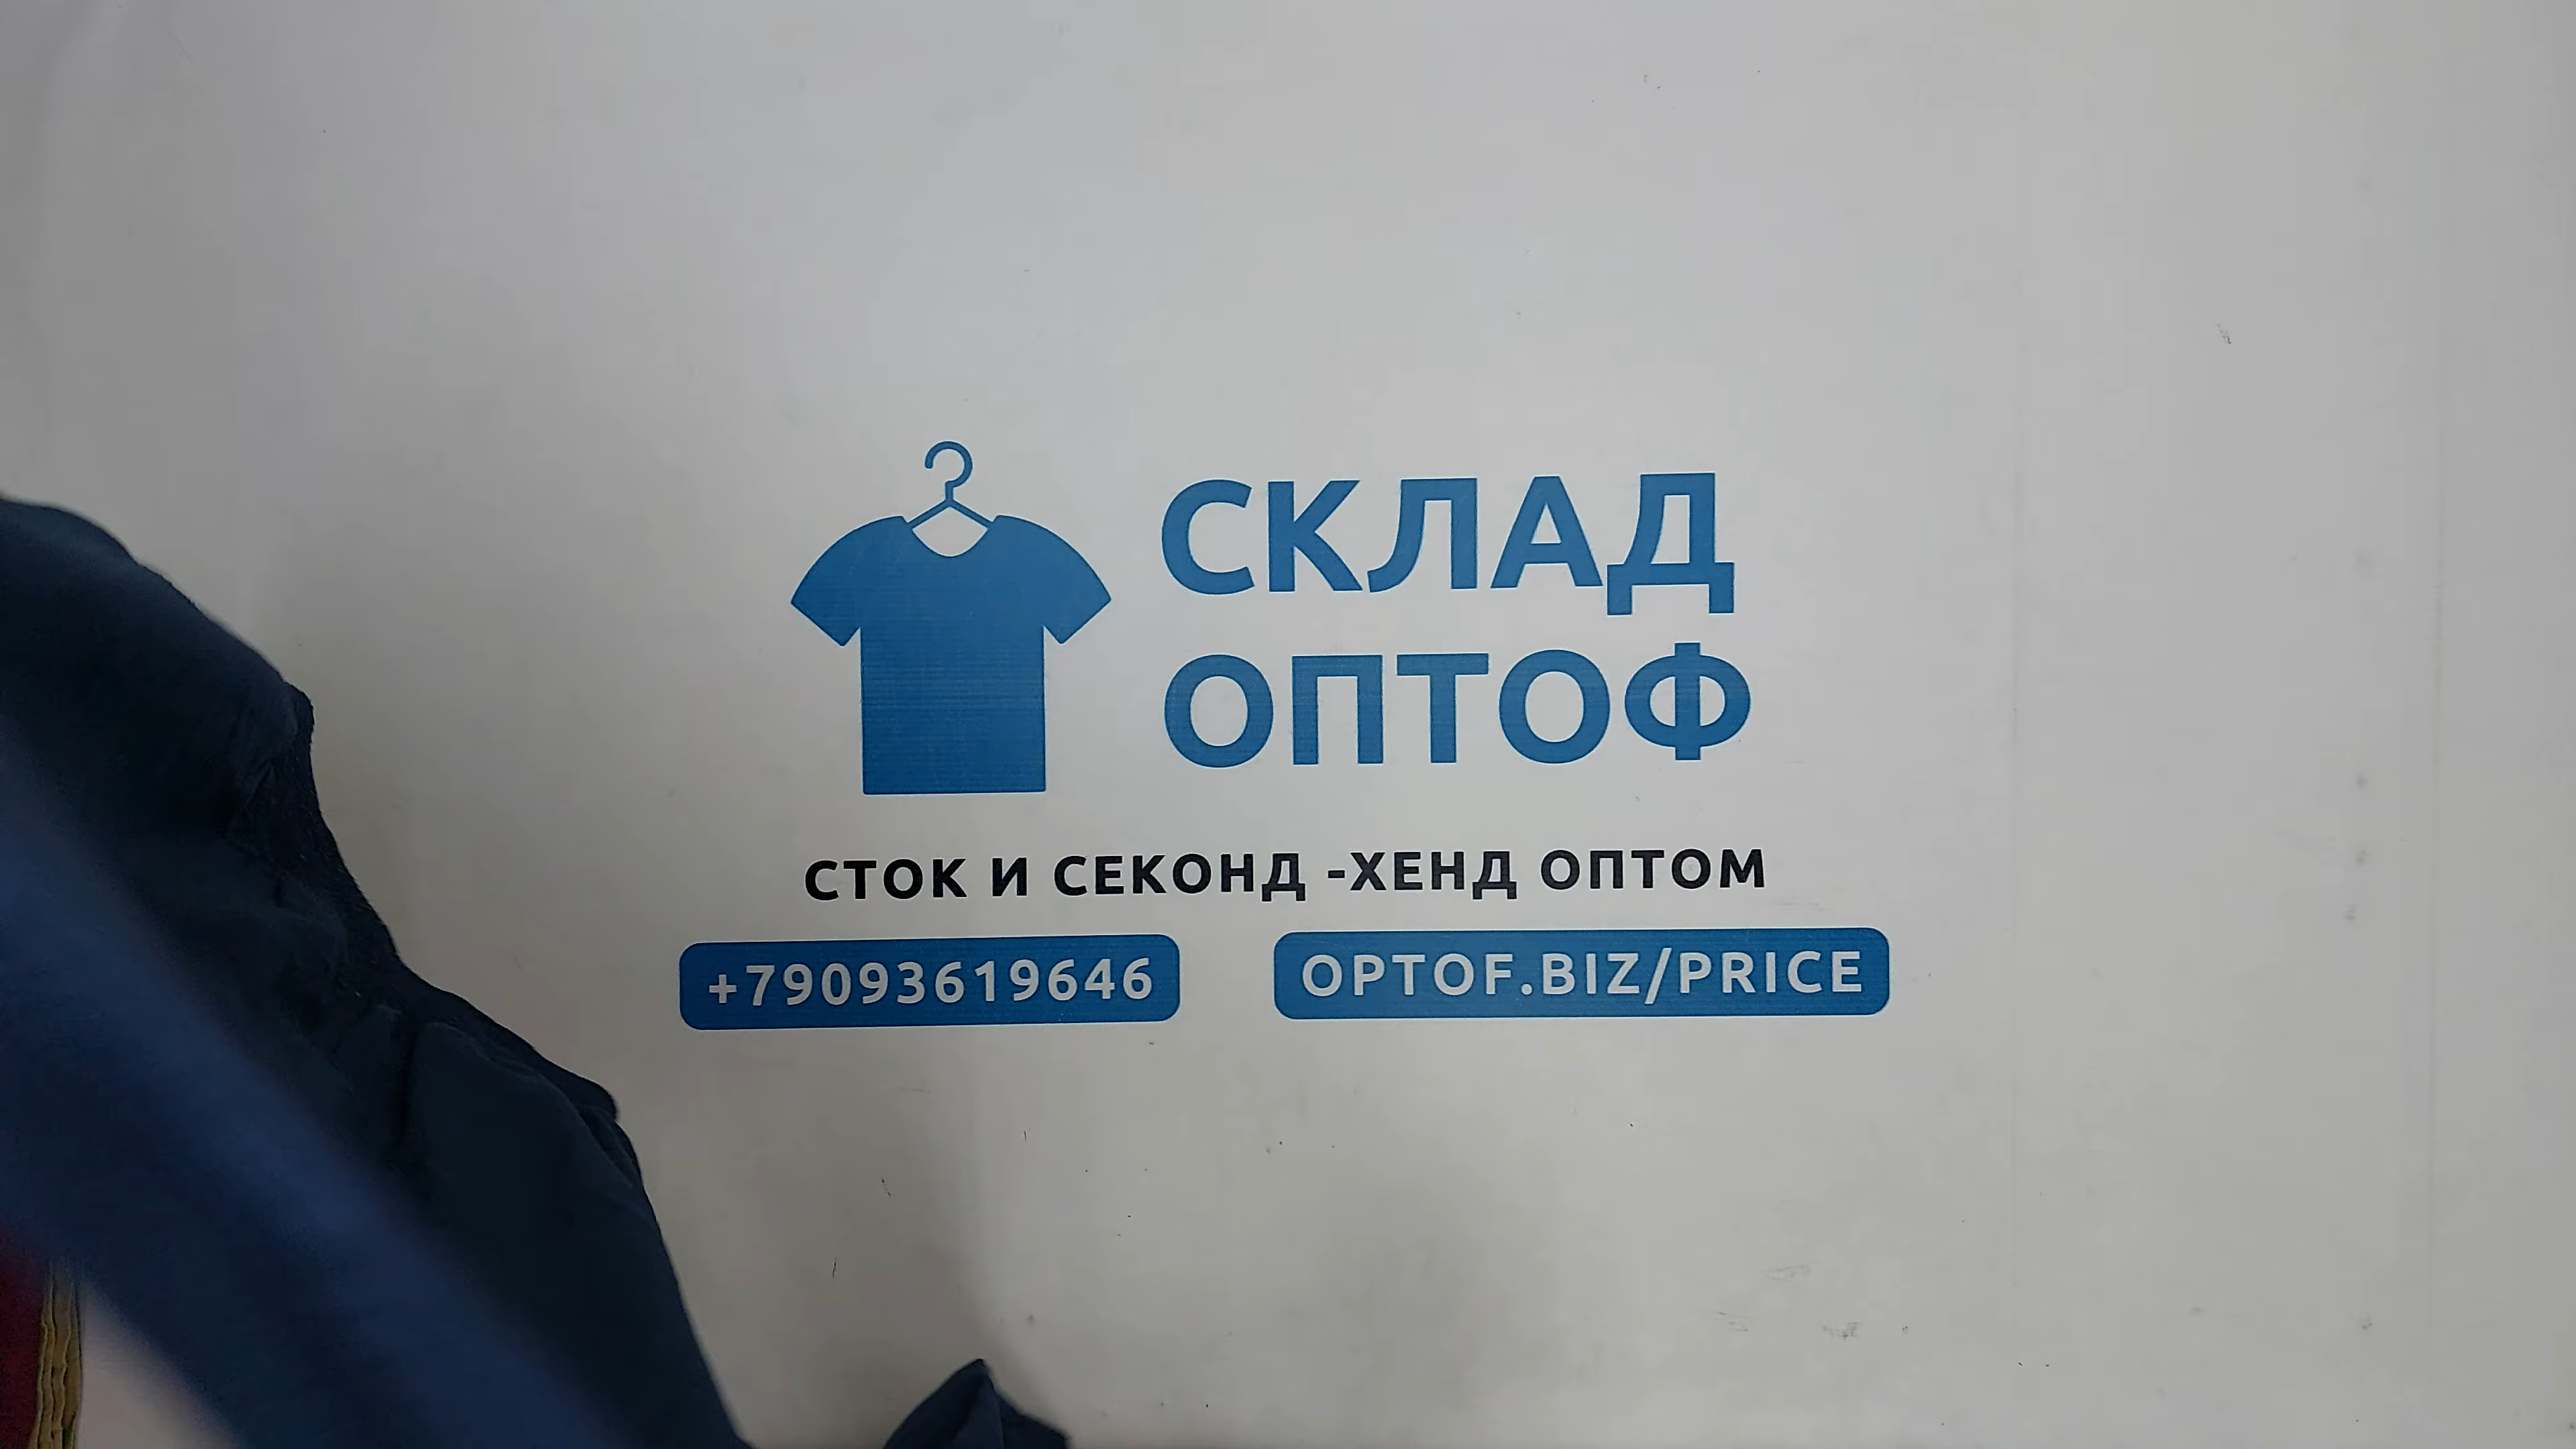 СКЛАД
ОПТОФ
СТОК И СЕКОНД -ХЕНД ОПТОМ
+79093619646
OPTOF.BIZ/PRICE